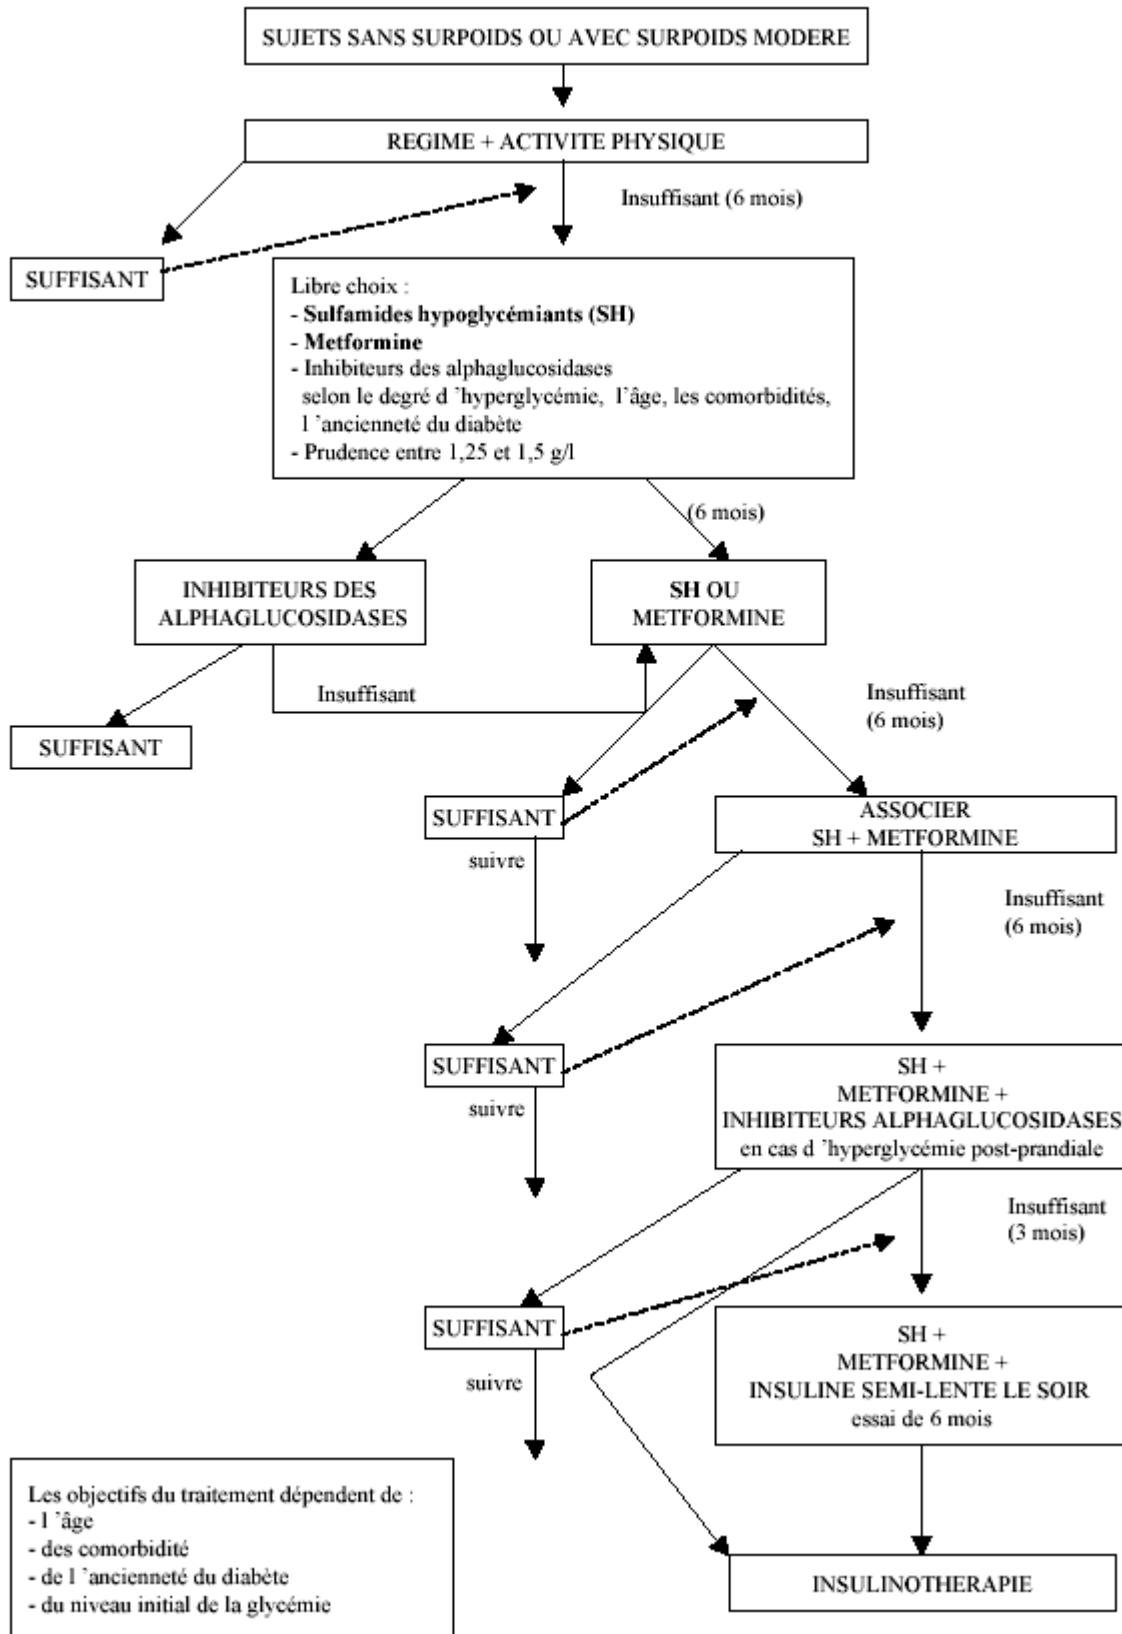 SUJETS SANS SURPOIDS OU AVEC SURPOIDS MODERE
REGIME + ACTIVITE PHYSIQUE
Insuffisant (6 mois)
SUFFISANT
Libre choix :
- Sulfamides hypoglycémiants (SH)
- Metformine
- Inhibiteurs des alphaglucosidases
selon le degré d ’hyperglycémie, l’âge, les comorbidités,
l ’ancienneté du diabète
- Prudence entre 1,25 et 1,5 g/l
(6 mois)
INHIBITEURS DES
ALPHAGLUCOSIDASES
SH OU
METFORMINE
Insuffisant
Insuffisant
(6 mois)
SUFFISANT
SUFFISANT
suivre
ASSOCIER
SH + METFORMINE
Insuffisant
(6 mois)
SUFFISANT
suivre
SH +
METFORMINE +
INHIBITEURS ALPHAGLUCOSIDASES
en cas d ’hyperglycémie post-prandiale
Insuffisant
(3 mois)
SUFFISANT
suivre
SH +
METFORMINE +
INSULINE SEMI-LENTE LE SOIR
essai de 6 mois
Les objectifs du traitement dépendent de :
- l ’âge
- des comorbidité
- de l ’ancienneté du diabète
- du niveau initial de la glycémie
INSULINOTHERAPIE